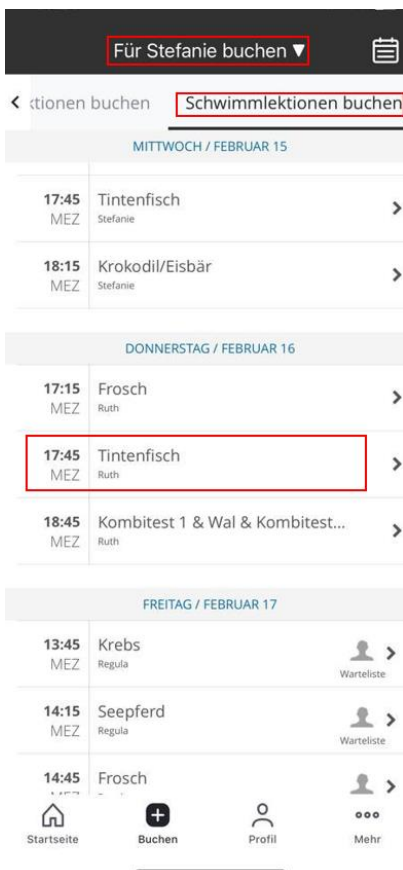 Für Stefanie buchen ▼
ktionen buchen Schwimmlektionen buchen
MITTWOCH / FEBRUAR 15
17:45 Tintenfisch
MEZ Stefanie
18:15 Krokodil/Eisbär
MEZ Stefanie
DONNERSTAG / FEBRUAR 16
17:15 Frosch
MEZ Ruth
17:45 Tintenfisch
MEZ Ruth
18:45 Kombitest 1 & Wal & Kombitest...
MEZ Ruth
FREITAG / FEBRUAR 17
13:45 Krebs
MEZ Regula
Warteliste
14:15 Seepferd
MEZ Regula
Warteliste
14:45 Frosch
Startseite Buchen Profil Mehr